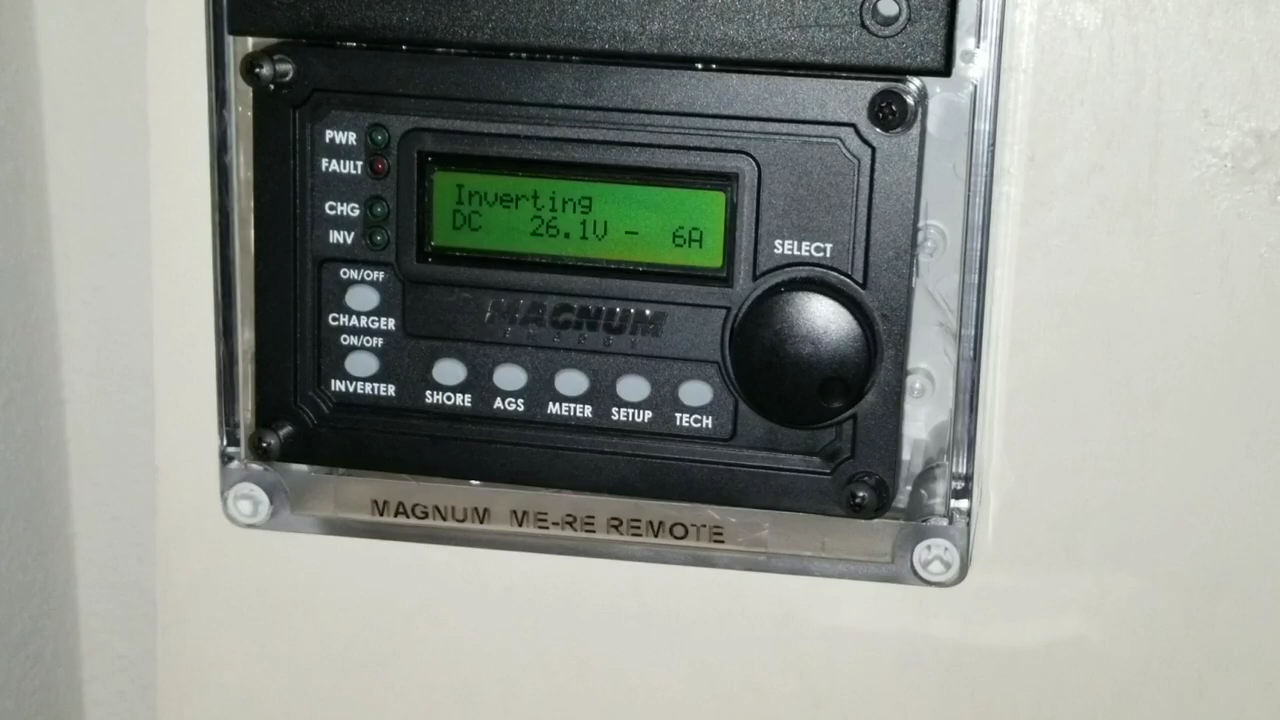 PWR
FAULT
CHG
INV
Inverting
DC 26.1V - 6A
SELECT
ON/OFF
CHARGER
ON/OFF
INVERTER
MAGNUM
SHORE
AGS
METER
SETUP
TECH
MAGNUM ME-RE REMOTE